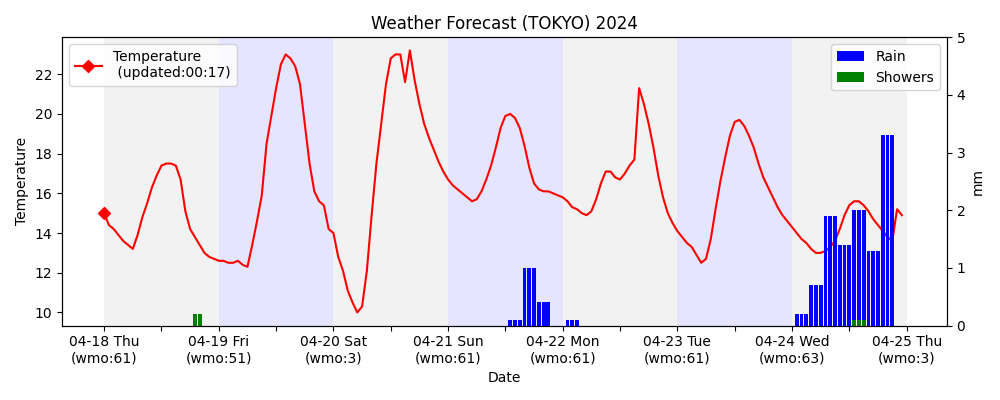 Weather Forecast (TOKYO) 2024
Temperature
(updated:00:17)
Rain
Showers
Temperature
22
20
18
16
14
12
10
5
4
3
2
1
0
mm
04-18 Thu
(wmo:61)
04-19 Fri
(wmo:51)
04-20 Sat
(wmo:3)
04-21 Sun
(wmo:61)
04-22 Mon
(wmo:61)
04-23 Tue
(wmo:61)
04-24 Wed
(wmo:63)
04-25 Thu
(wmo:3)
Date